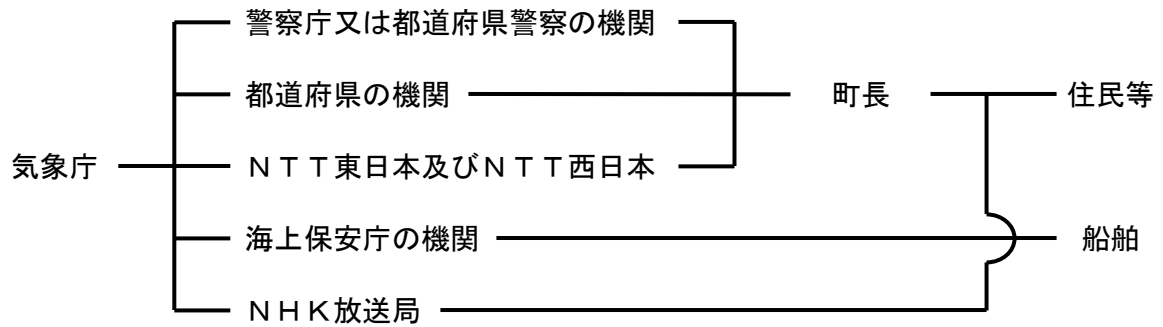 警察庁又は都道府県警察の機関
都道府県の機関
町長
住民等
気象庁
ＮＴＴ東日本及びＮＴＴ西日本
海上保安庁の機関
船舶
ＮＨＫ放送局